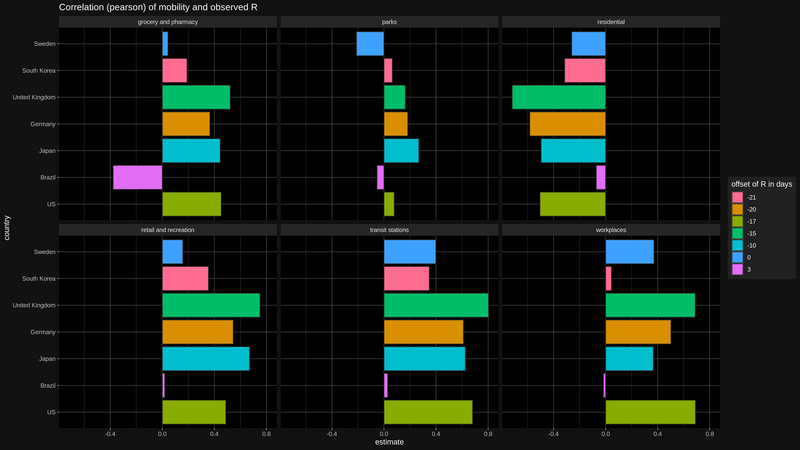 Correlation (pearson) of mobility and observed R
grocery and pharmacy
parks
residential
Sweden
South Korea
United Kingdom
Germany
Japan
Brazil
US
retail and recreation
transit stations
workplaces
Sweden
South Korea
United Kingdom
Germany
Japan
Brazil
US
-0.4 0.0 0.4 0.8
-0.4 0.0 0.4 0.8
-0.4 0.0 0.4 0.8
estimate
country
offset of R in days
-21
-20
-17
-15
-10
0
3